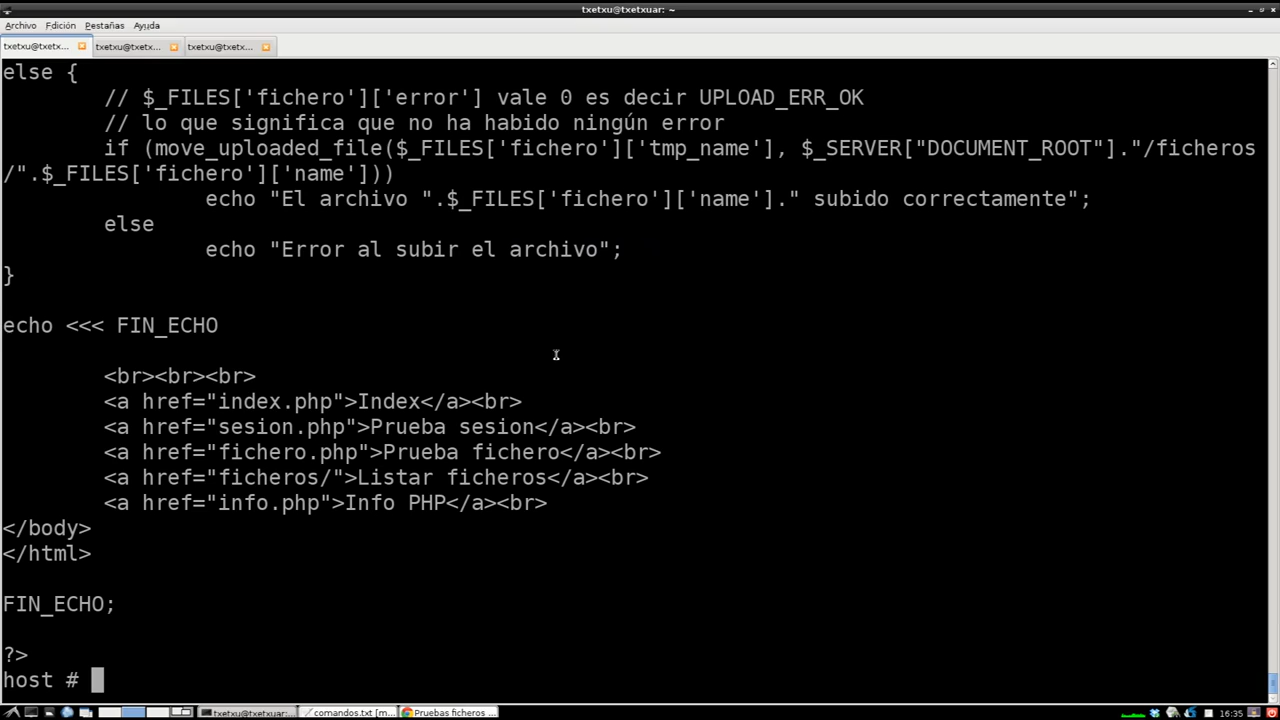 txetxu@txetxuar: ~
Archivo Edición Pestañas Ayuda
txetxu@txetx... txetxu@txetx... txetxu@txetx...
else {
// $_FILES['fichero']['error'] vale 0 es decir UPLOAD_ERR_OK
// lo que significa que no ha habido ningún error
if (move_uploaded_file($_FILES['fichero']['tmp_name'], $_SERVER["DOCUMENT_ROOT"]."/ficheros
/".$_FILES['fichero']['name']))
echo "El archivo ".$_FILES['fichero']['name']." subido correctamente";
else
echo "Error al subir el archivo";
}
echo <<< FIN_ECHO
<br><br><br>
<a href="index.php">Index</a><br>
<a href="sesion.php">Prueba sesion</a><br>
<a href="fichero.php">Prueba fichero</a><br>
<a href="ficheros/">Listar ficheros</a><br>
<a href="info.php">Info PHP</a><br>
</body>
</html>
FIN_ECHO;
?>
host #
txetxu@txetxuar:... comandos.txt [m... Pruebas ficheros ... 16:35